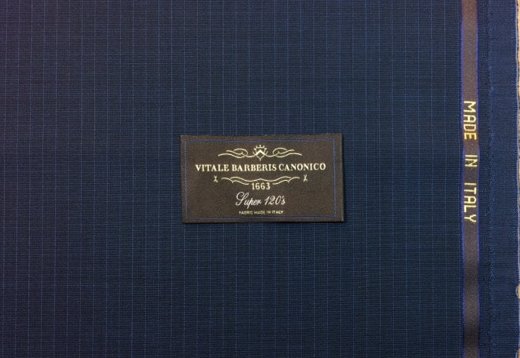 VITALE BARBERIS CANONICO
1663
Super 120's
FABRIC MADE IN ITALY
MADE IN ITALY